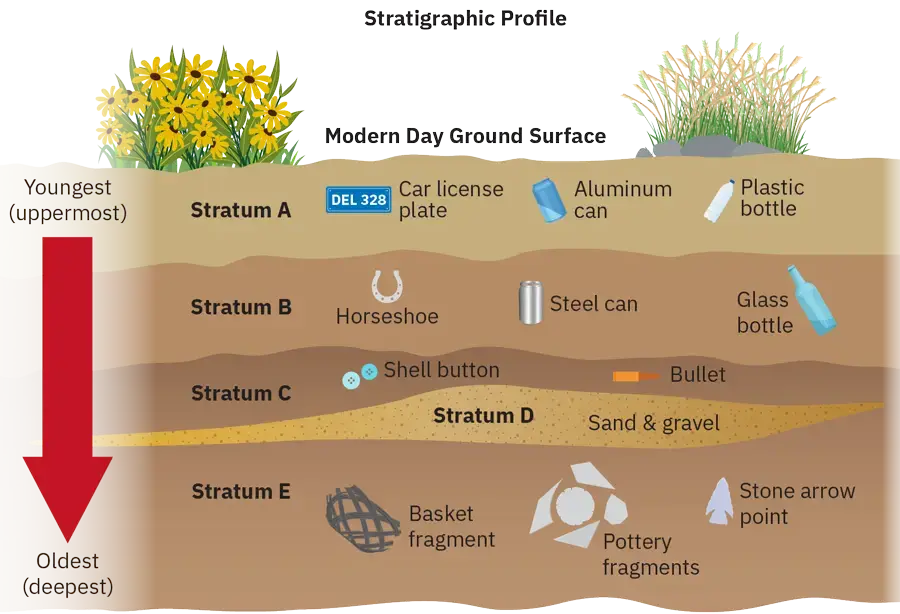 Stratigraphic Profile
Modern Day Ground Surface
Youngest
(uppermost)
Stratum A
DEL 328
Car license
plate
Aluminum
can
Plastic
bottle
Stratum B
Horseshoe
Steel can
Glass
bottle
Stratum C
Shell button
Bullet
Stratum D
Sand & gravel
Stratum E
Basket
fragment
Pottery
fragments
Stone arrow
point
Oldest
(deepest)